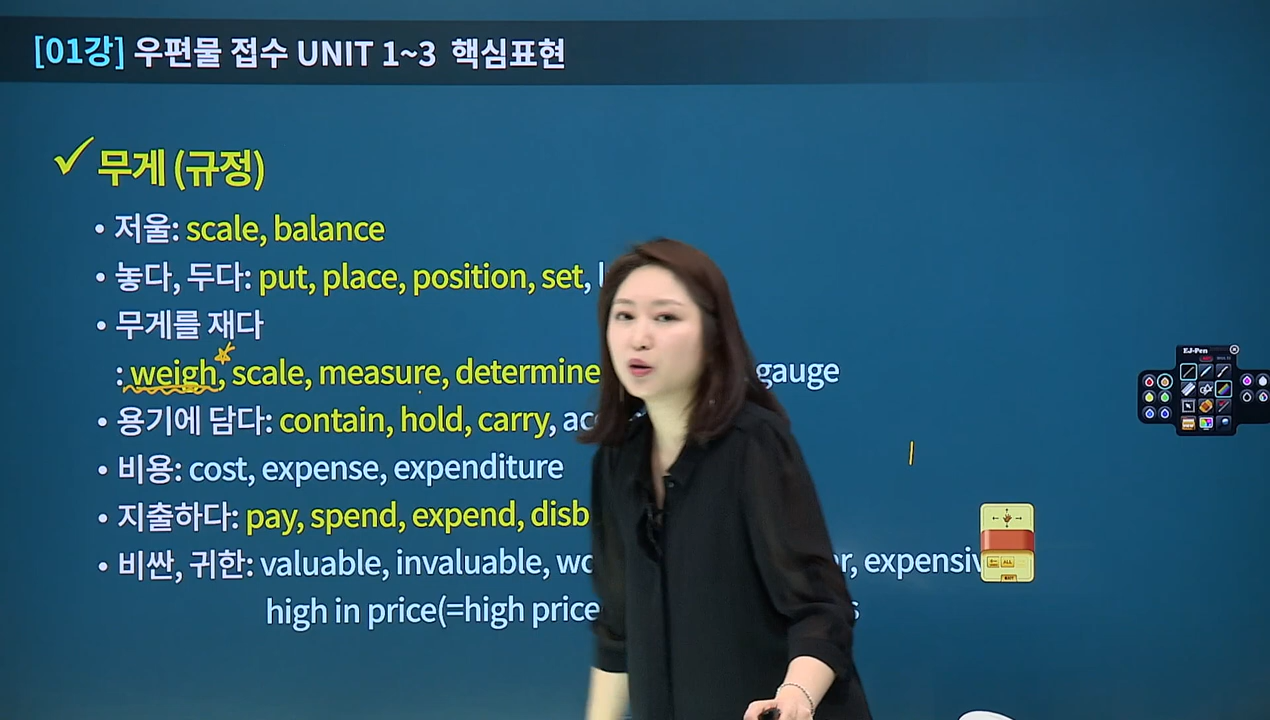 [01강] 우편물 접수 UNIT 1~3 핵심표현
무게 (규정)
• 저울: scale, balance
• 놓다, 두다: put, place, position, set,
• 무게를 재다
: weigh, scale, measure, determine gauge
• 용기에 담다: contain, hold, carry,
• 비용: cost, expense, expenditure
• 지출하다: pay, spend, expend,
• 비싼, 귀한: valuable, invaluable,
high in price(=high price
EJ-Pen
ALL